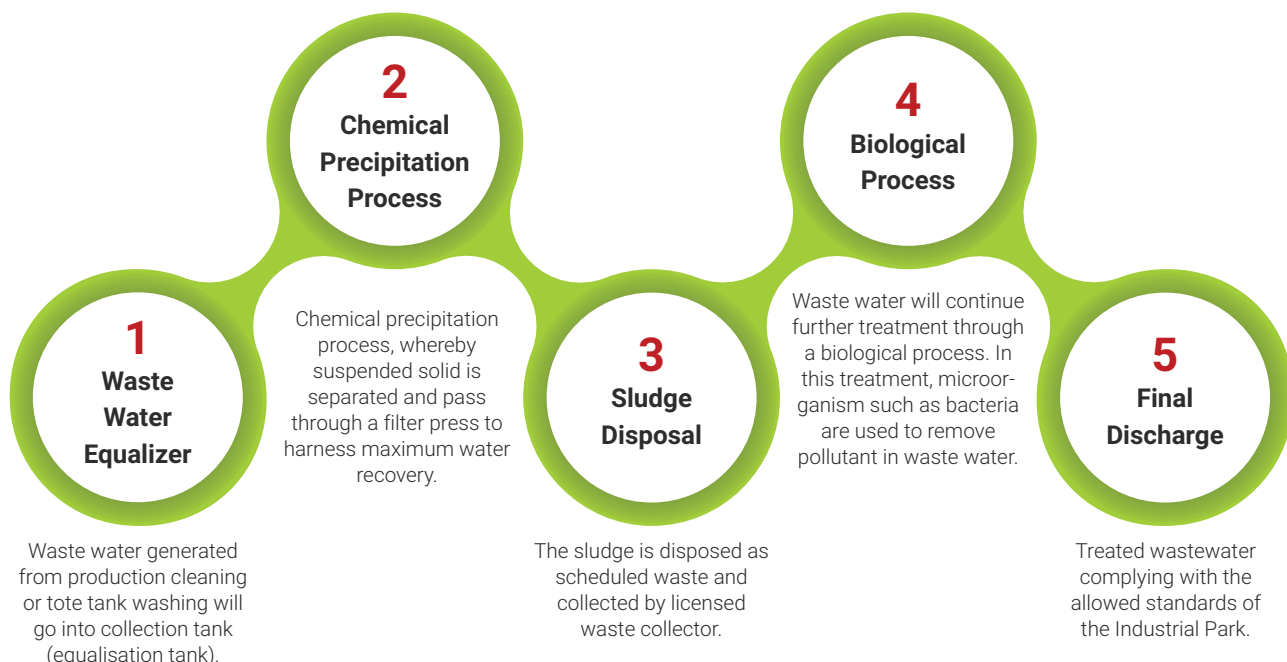 1
Waste
Water
Equalizer
Waste water generated
from production cleaning
or tote tank washing will
go into collection tank
(equalisation tank).
2
Chemical
Precipitation
Process
Chemical precipitation
process, whereby
suspended solid is
separated and pass
through a filter press to
harness maximum water
recovery.
3
Sludge
Disposal
The sludge is disposed as
scheduled waste and
collected by licensed
waste collector.
4
Biological
Process
Waste water will continue
further treatment through
a biological process. In
this treatment, microor-
ganism such as bacteria
are used to remove
pollutant in waste water.
5
Final
Discharge
Treated wastewater
complying with the
allowed standards of
the Industrial Park.